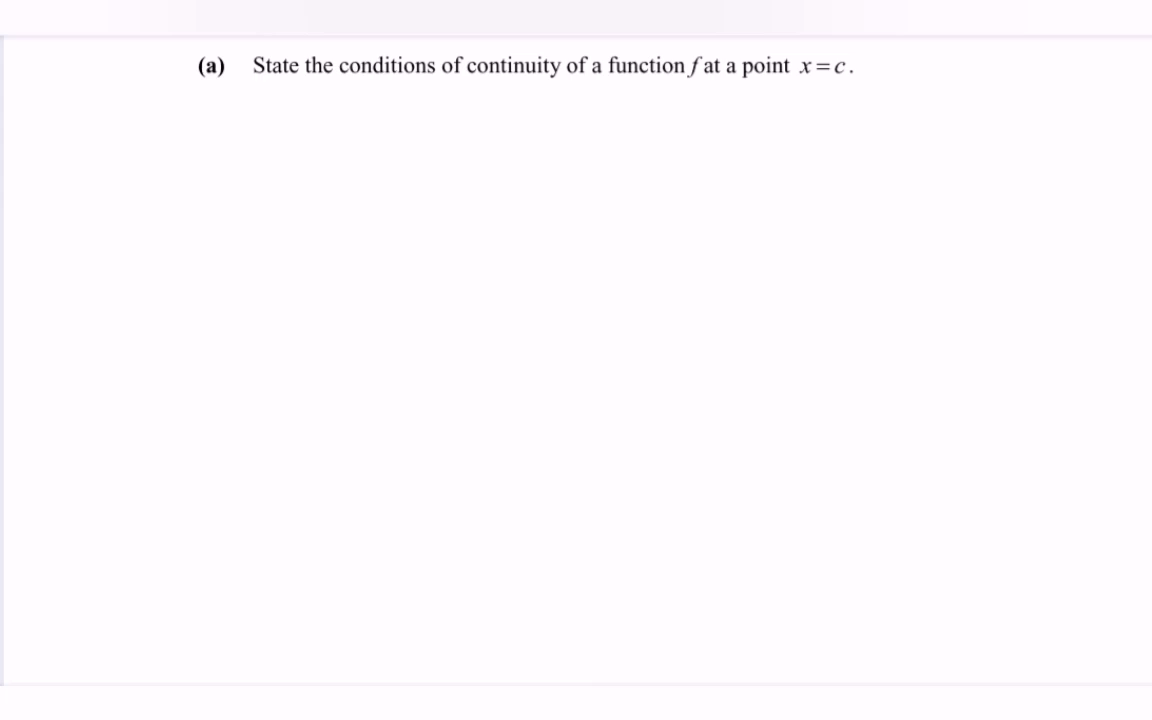 (a) State the conditions of continuity of a function f at a point x = c.